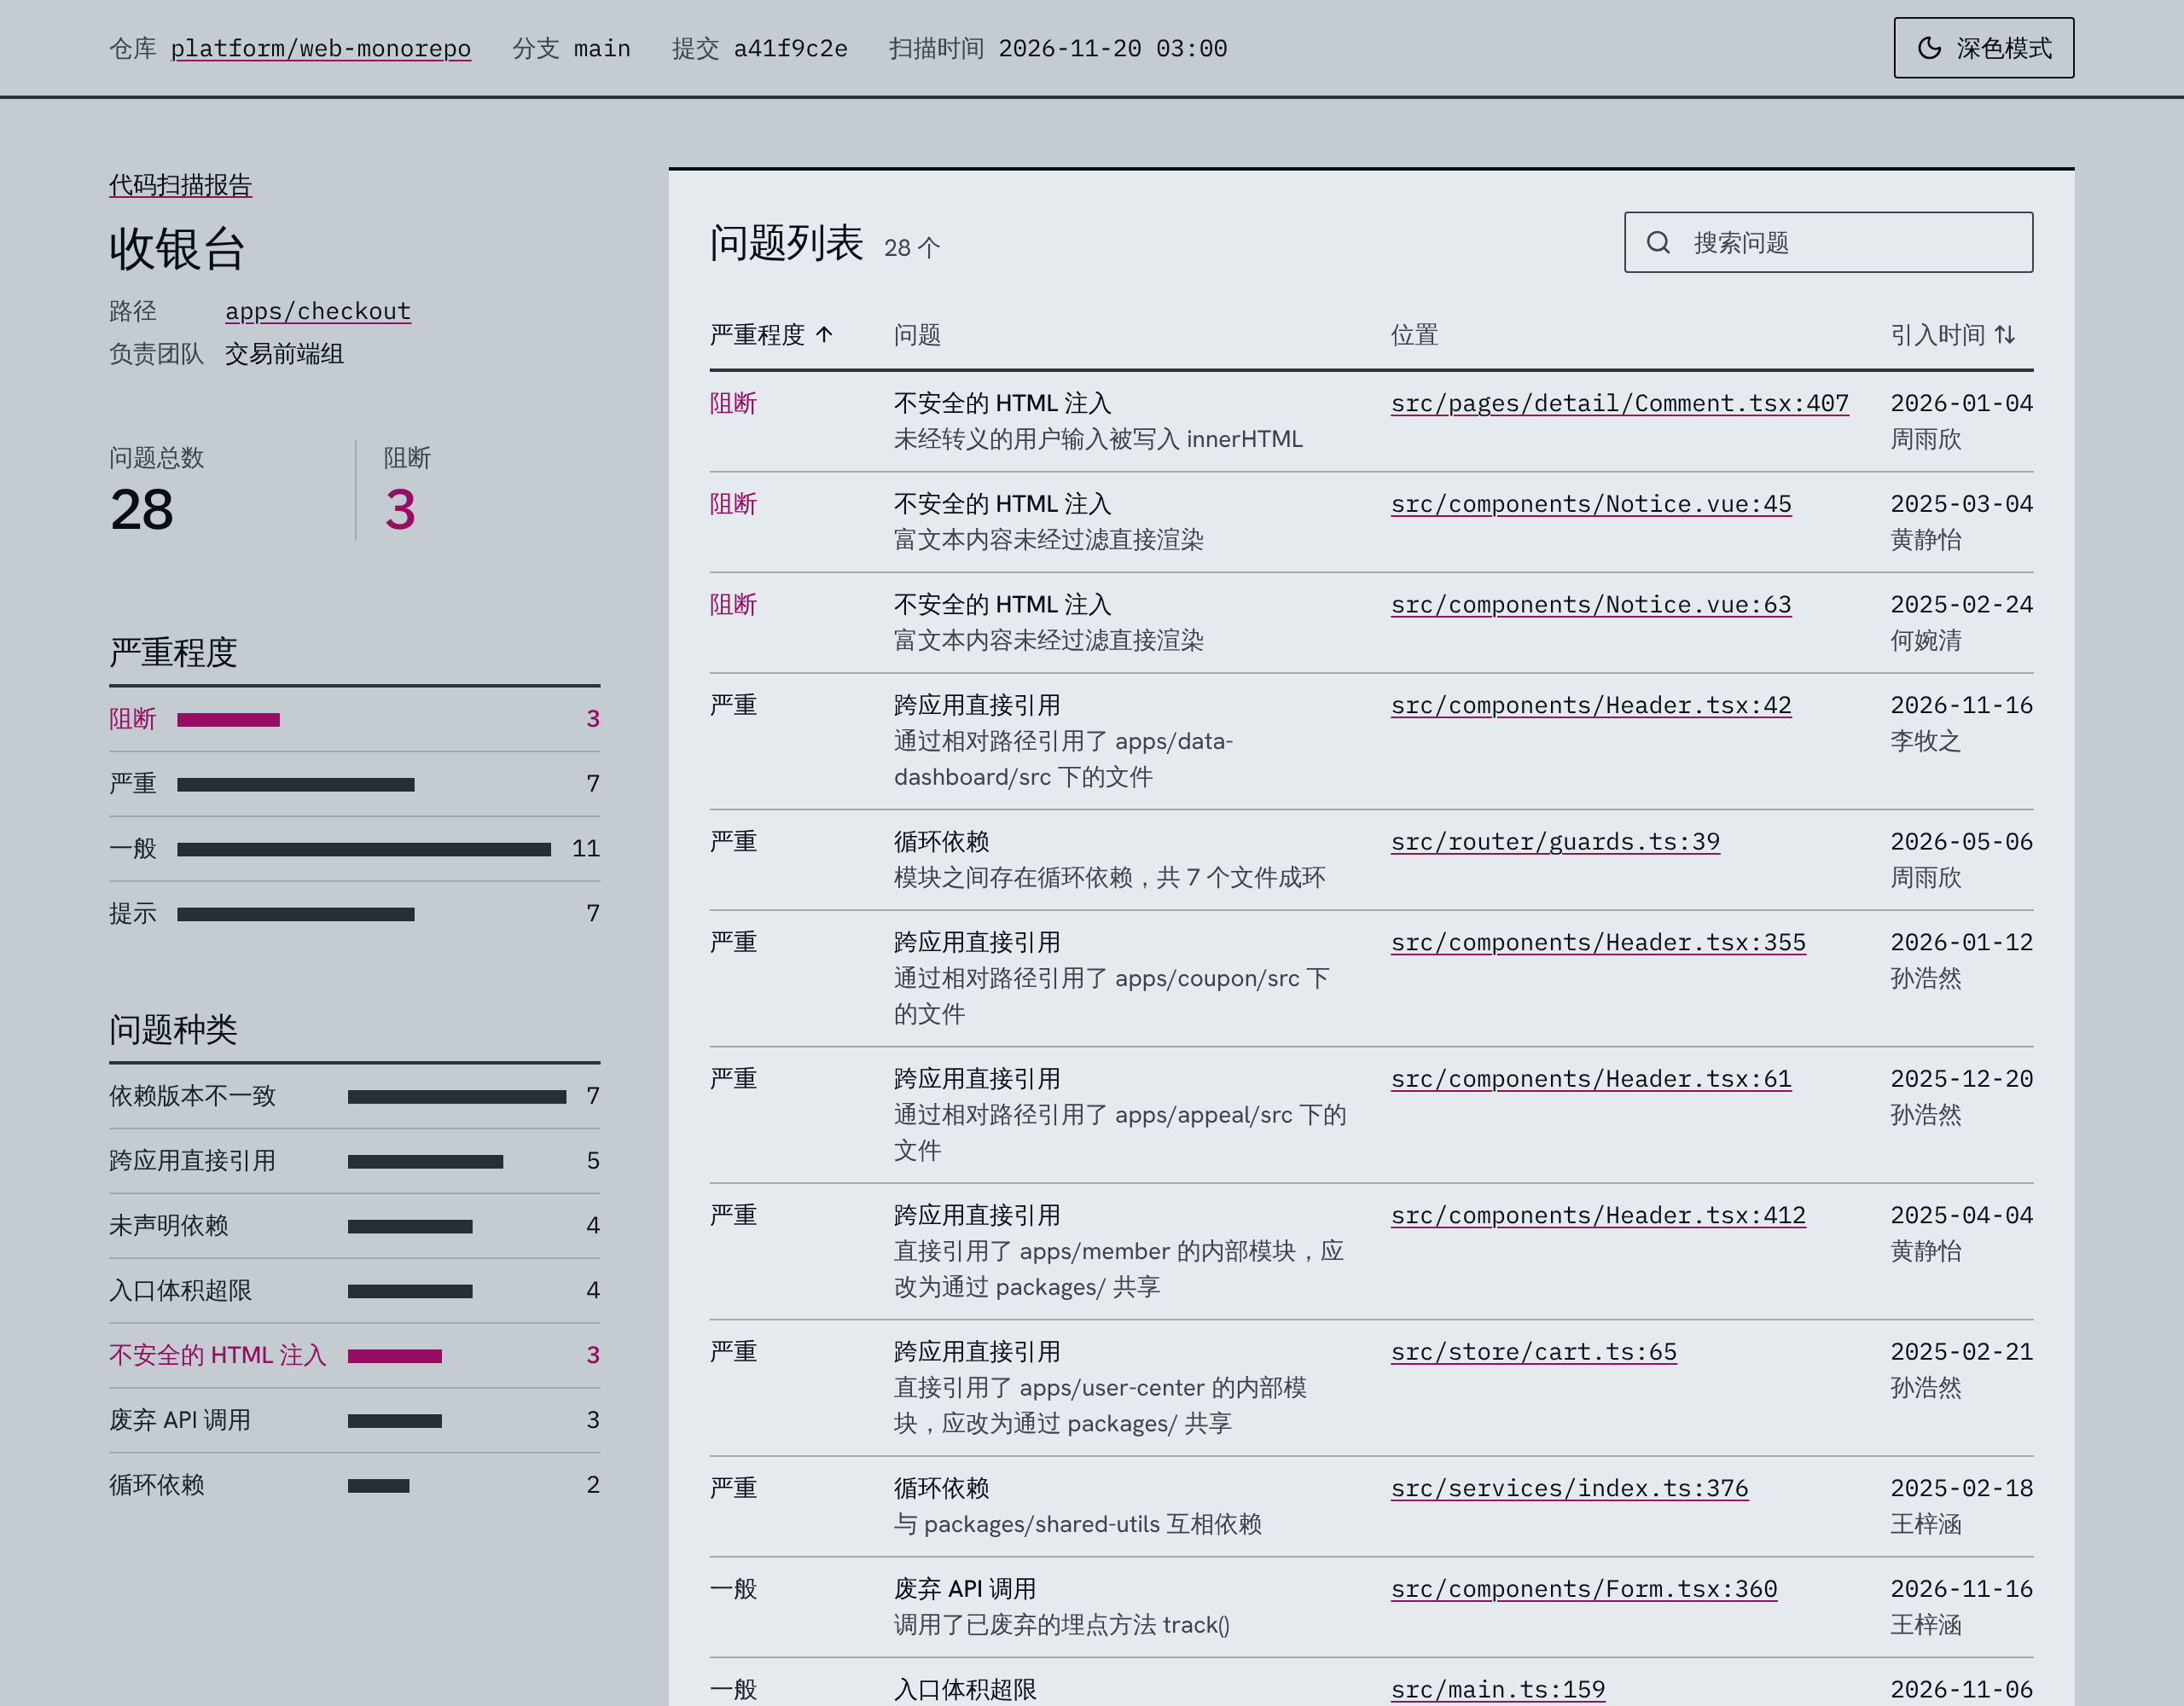 仓库 platform/web-monorepo 分支 main 提交 a41f9c2e 扫描时间 2026-11-20 03:00 深色模式
代码扫描报告
收银台
路径 apps/checkout
负责团队 交易前端组
问题总数 阻断
28 3
严重程度
阻断 3
严重 7
一般 11
提示 7
问题种类
依赖版本不一致 7
跨应用直接引用 5
未声明依赖 4
入口体积超限 4
不安全的 HTML 注入 3
废弃 API 调用 3
循环依赖 2
问题列表 28 个 搜索问题
严重程度 问题 位置 引入时间
阻断 不安全的 HTML 注入 src/pages/detail/Comment.tsx:407 2026-01-04
未经转义的用户输入被写入 innerHTML 周雨欣
阻断 不安全的 HTML 注入 src/components/Notice.vue:45 2025-03-04
富文本内容未经过滤直接渲染 黄静怡
阻断 不安全的 HTML 注入 src/components/Notice.vue:63 2025-02-24
富文本内容未经过滤直接渲染 何婉清
严重 跨应用直接引用 src/components/Header.tsx:42 2026-11-16
通过相对路径引用了 apps/data- 李牧之
dashboard/src 下的文件
严重 循环依赖 src/router/guards.ts:39 2026-05-06
模块之间存在循环依赖，共 7 个文件成环 周雨欣
严重 跨应用直接引用 src/components/Header.tsx:355 2026-01-12
通过相对路径引用了 apps/coupon/src 下 孙浩然
的文件
严重 跨应用直接引用 src/components/Header.tsx:61 2025-12-20
通过相对路径引用了 apps/appeal/src 下的 孙浩然
文件
严重 跨应用直接引用 src/components/Header.tsx:412 2025-04-04
直接引用了 apps/member 的内部模块，应 黄静怡
改为通过 packages/ 共享
严重 跨应用直接引用 src/store/cart.ts:65 2025-02-21
直接引用了 apps/user-center 的内部模 孙浩然
块，应改为通过 packages/ 共享
严重 循环依赖 src/services/index.ts:376 2025-02-18
与 packages/shared-utils 互相依赖 王梓涵
一般 废弃 API 调用 src/components/Form.tsx:360 2026-11-16
调用了已废弃的埋点方法 track() 王梓涵
一般 入口体积超限 src/main.ts:159 2026-11-06